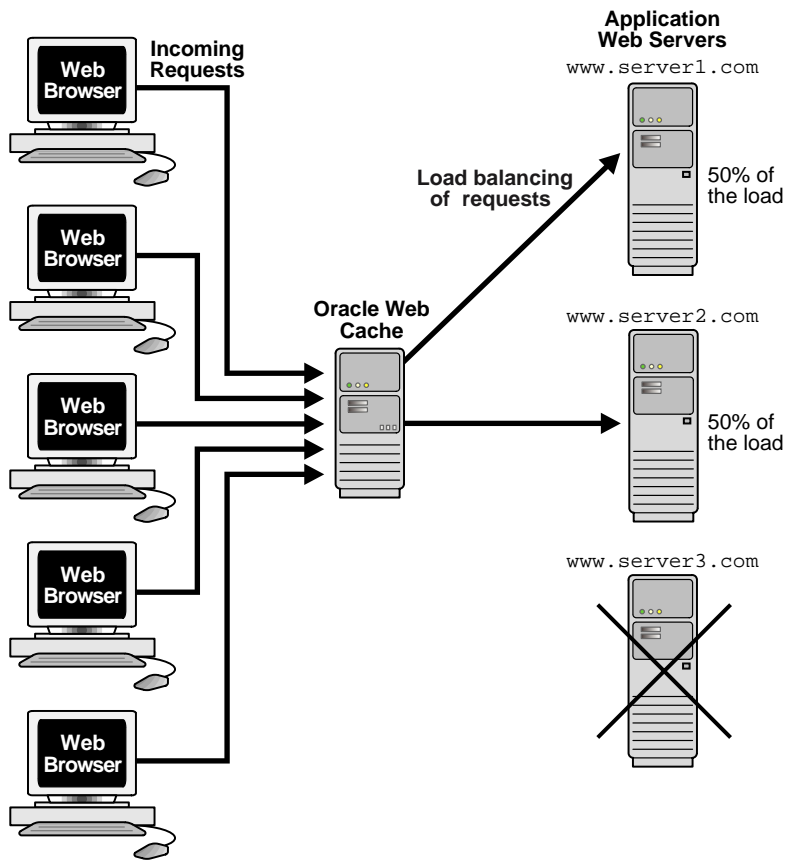 Application
Web Servers
www.server1.com
Incoming
Requests
Web
Browser
50% of
the load
Load balancing
of requests
Web
Browser
Oracle Web
Cache
www.server2.com
Web
Browser
50% of
the load
www.server3.com
Web
Browser
Web
Browser